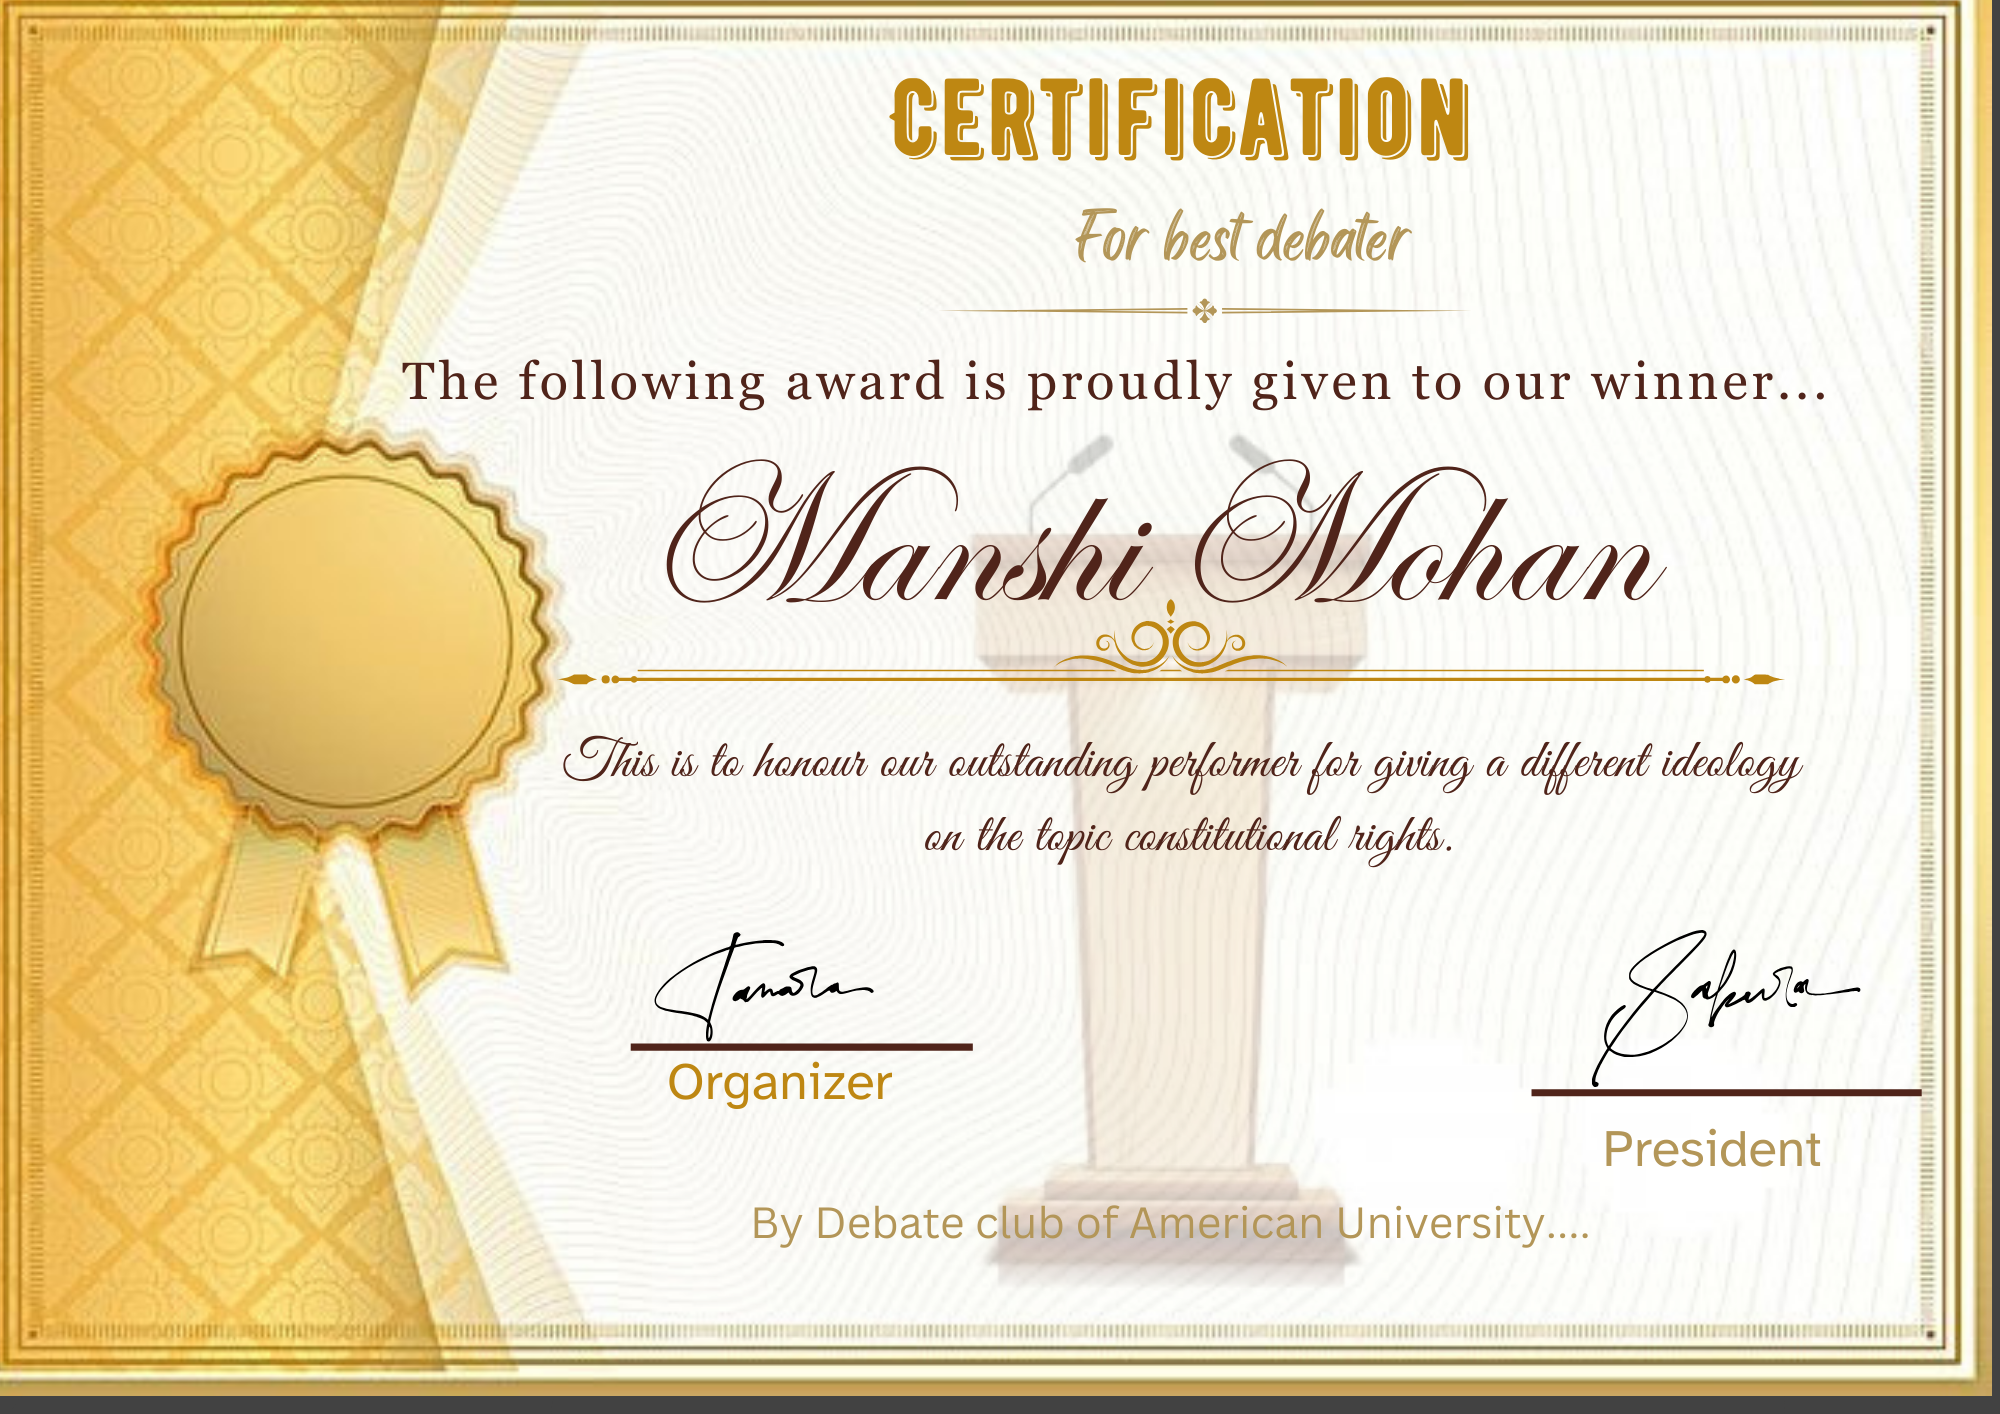 CERTIFICATION
For best debater
The following award is proudly given to our winner...
Manshi Mohan
This is to honour our outstanding performer for giving a different ideology
on the topic constitutional rights.
Tamara
Sakura
Organizer
President
By Debate club of American University....